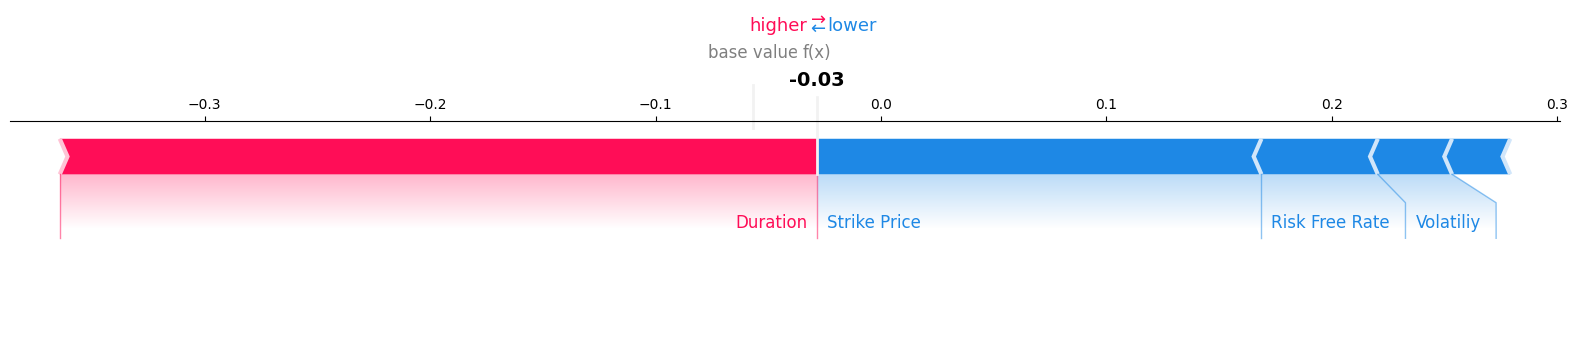 higher ⇄ lower
base value f(x)
-0.03
−0.3 −0.2 −0.1 0.0 0.1 0.2 0.3
Duration Strike Price Risk Free Rate Volatiliy